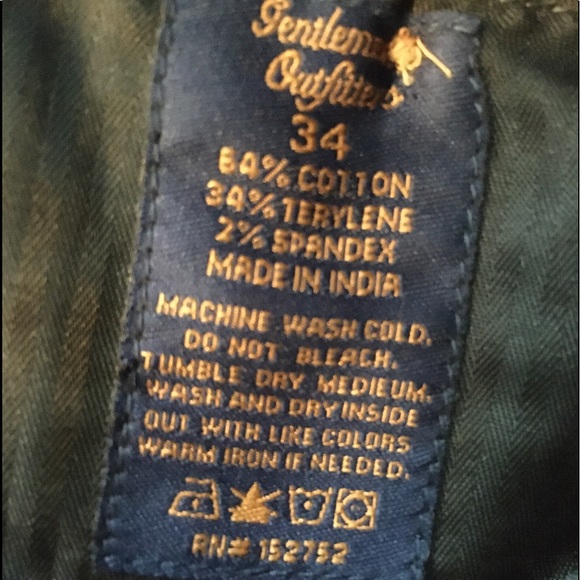 Gentlemen's
Outfitters
34
64% COTTON
34% TERYLENE
2% SPANDEX
MADE IN INDIA
MACHINE WASH COLD.
DO NOT BLEACH.
TUMBLE DRY MEDIEUM.
WASH AND DRY INSIDE
OUT WITH LIKE COLORS
WARM IRON IF NEEDED.
RN# 152752